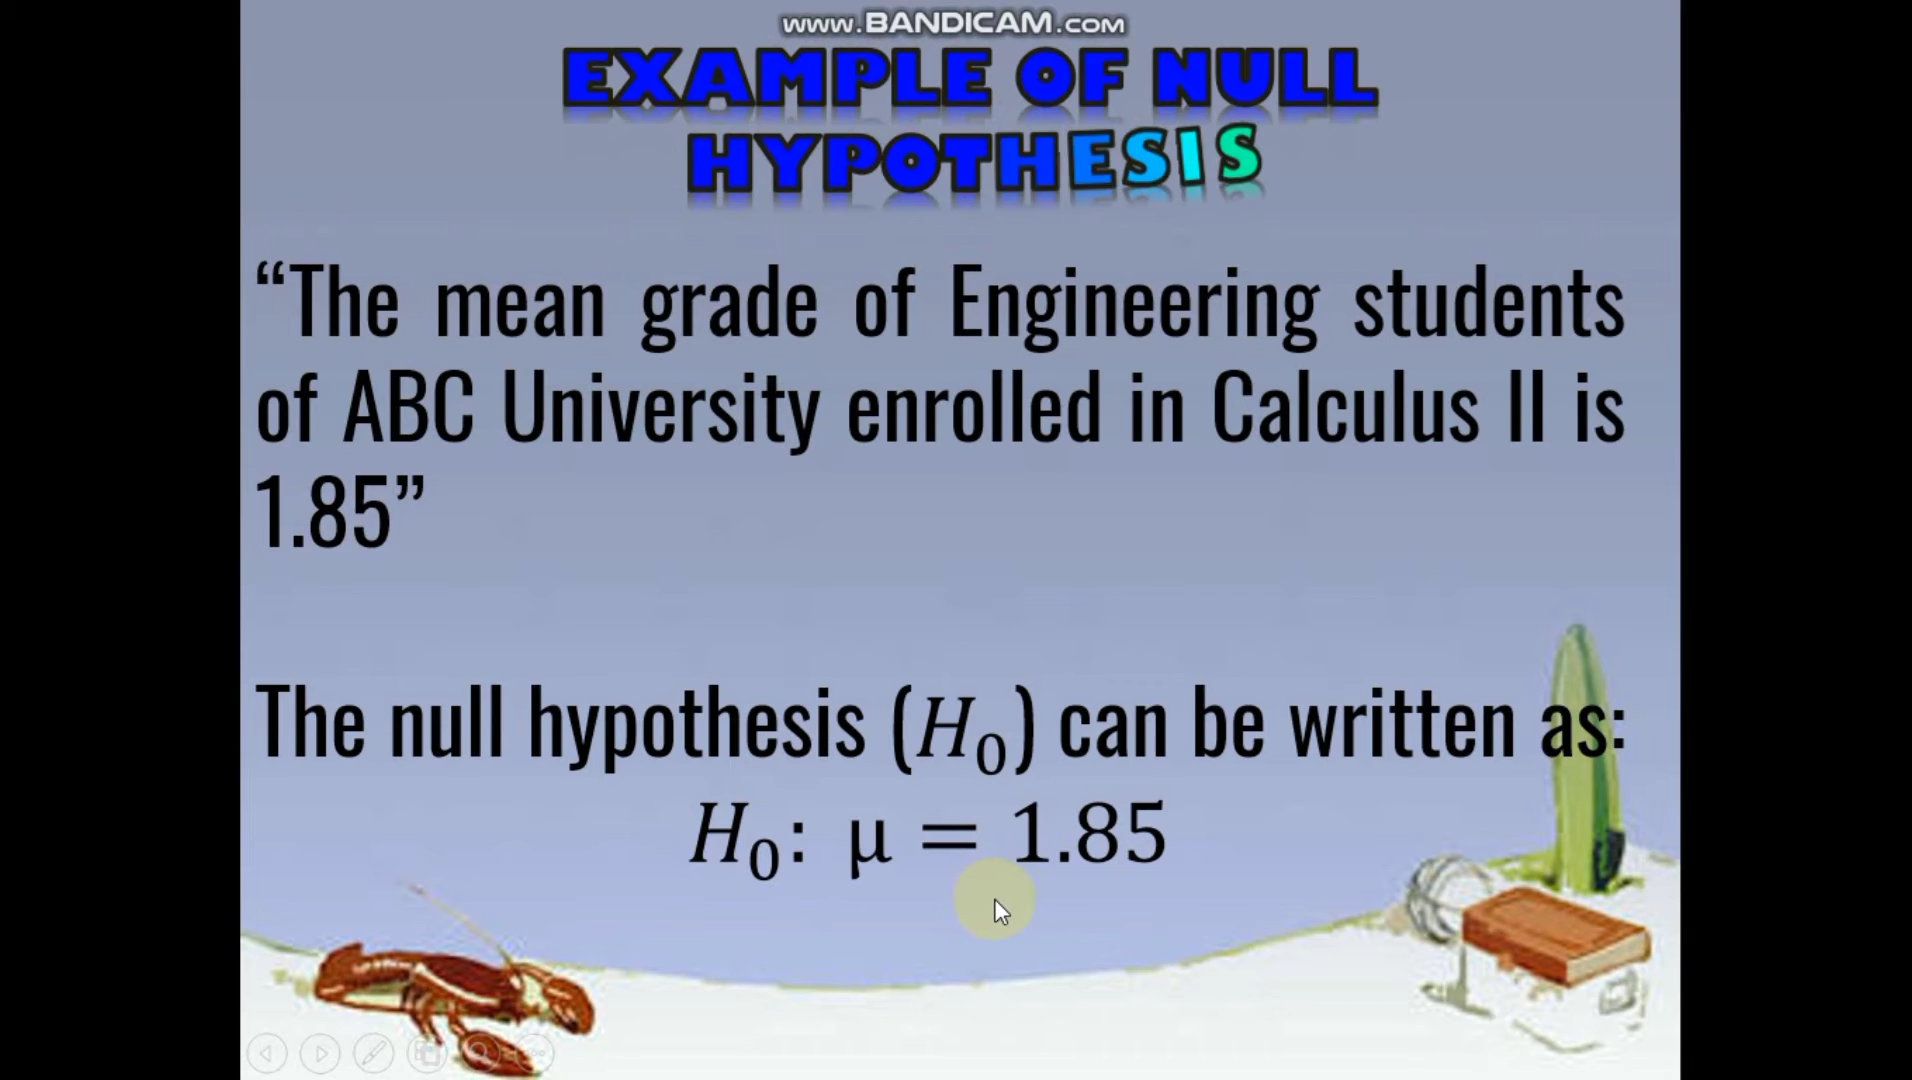 www.BANDICAM.com
EXAMPLE OF NULL
HYPOTHESIS
“The mean grade of Engineering students
of ABC University enrolled in Calculus II is
1.85”
The null hypothesis (𝐻₀) can be written as:
𝐻₀: μ = 1.85